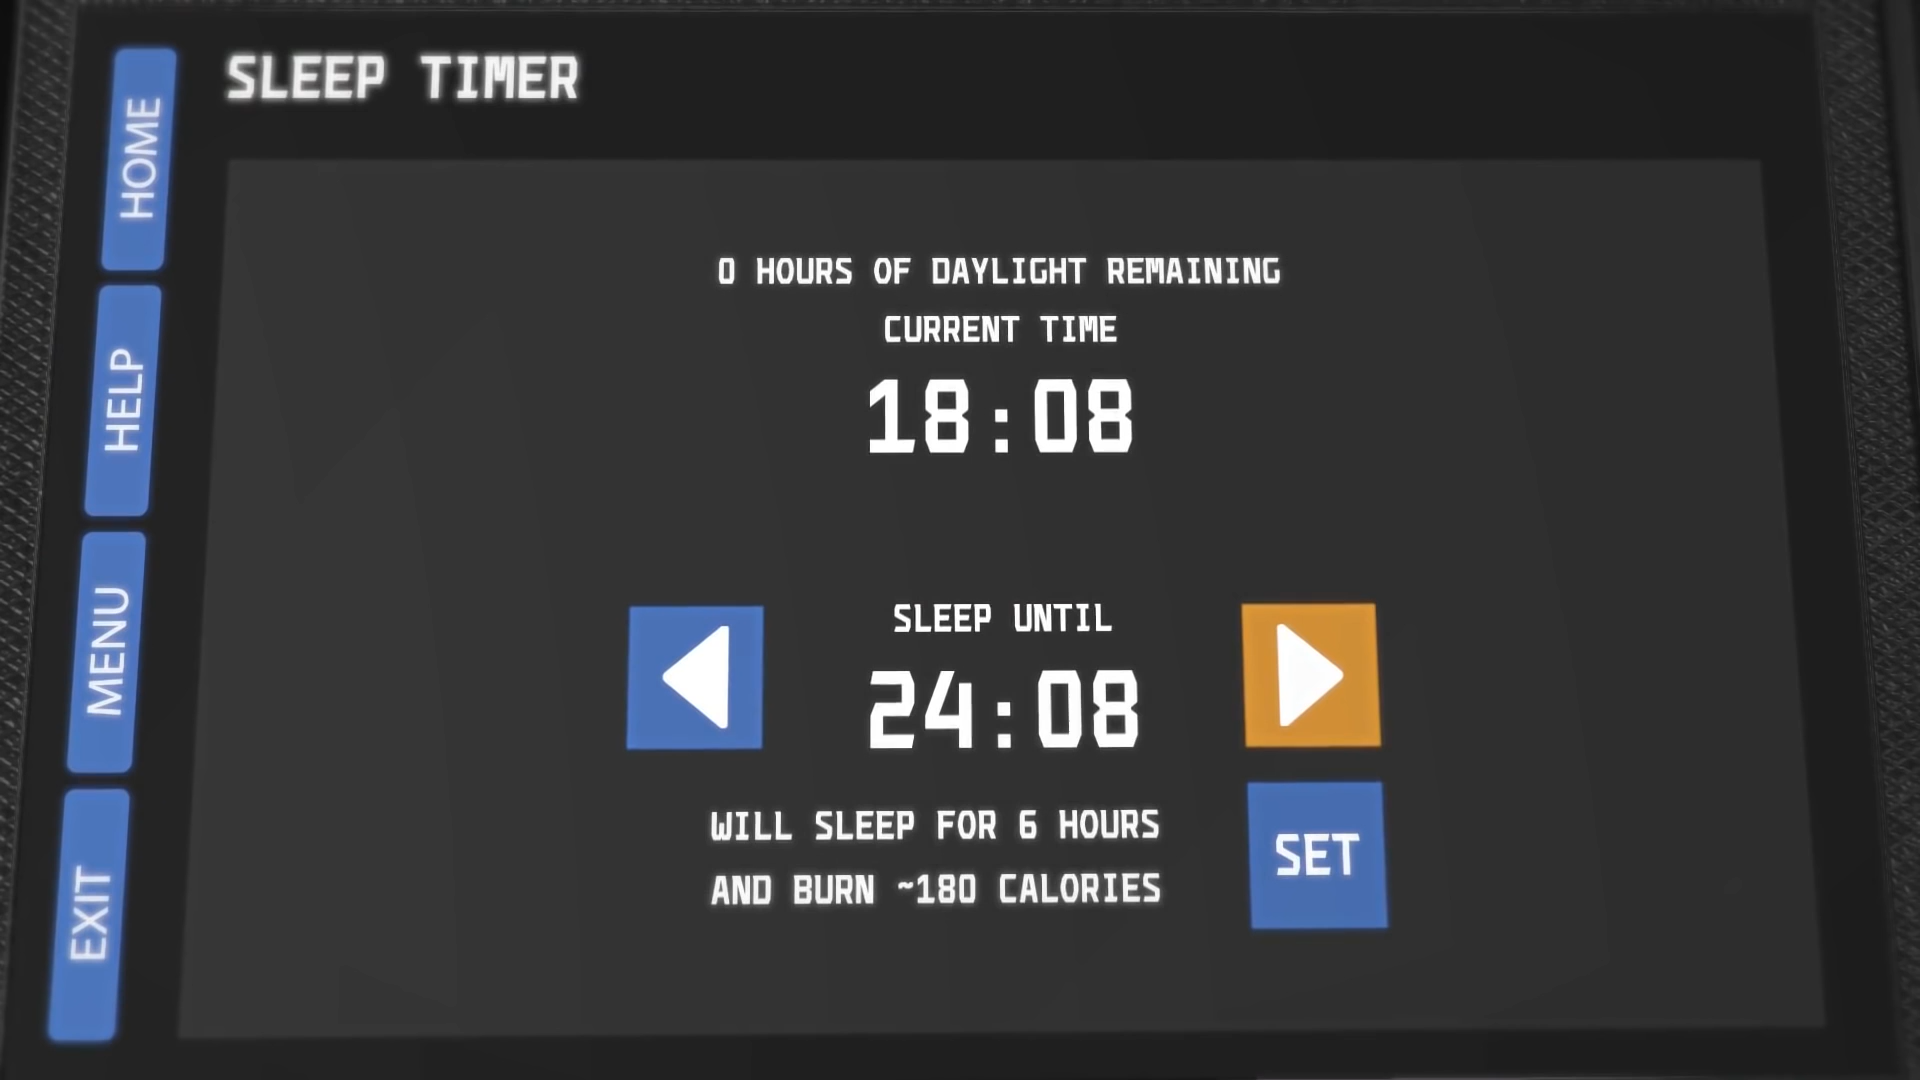 SLEEP TIMER
HOME
HELP
MENU
EXIT
0 HOURS OF DAYLIGHT REMAINING
CURRENT TIME
18:08
SLEEP UNTIL
24:08
WILL SLEEP FOR 6 HOURS
AND BURN ~180 CALORIES
SET